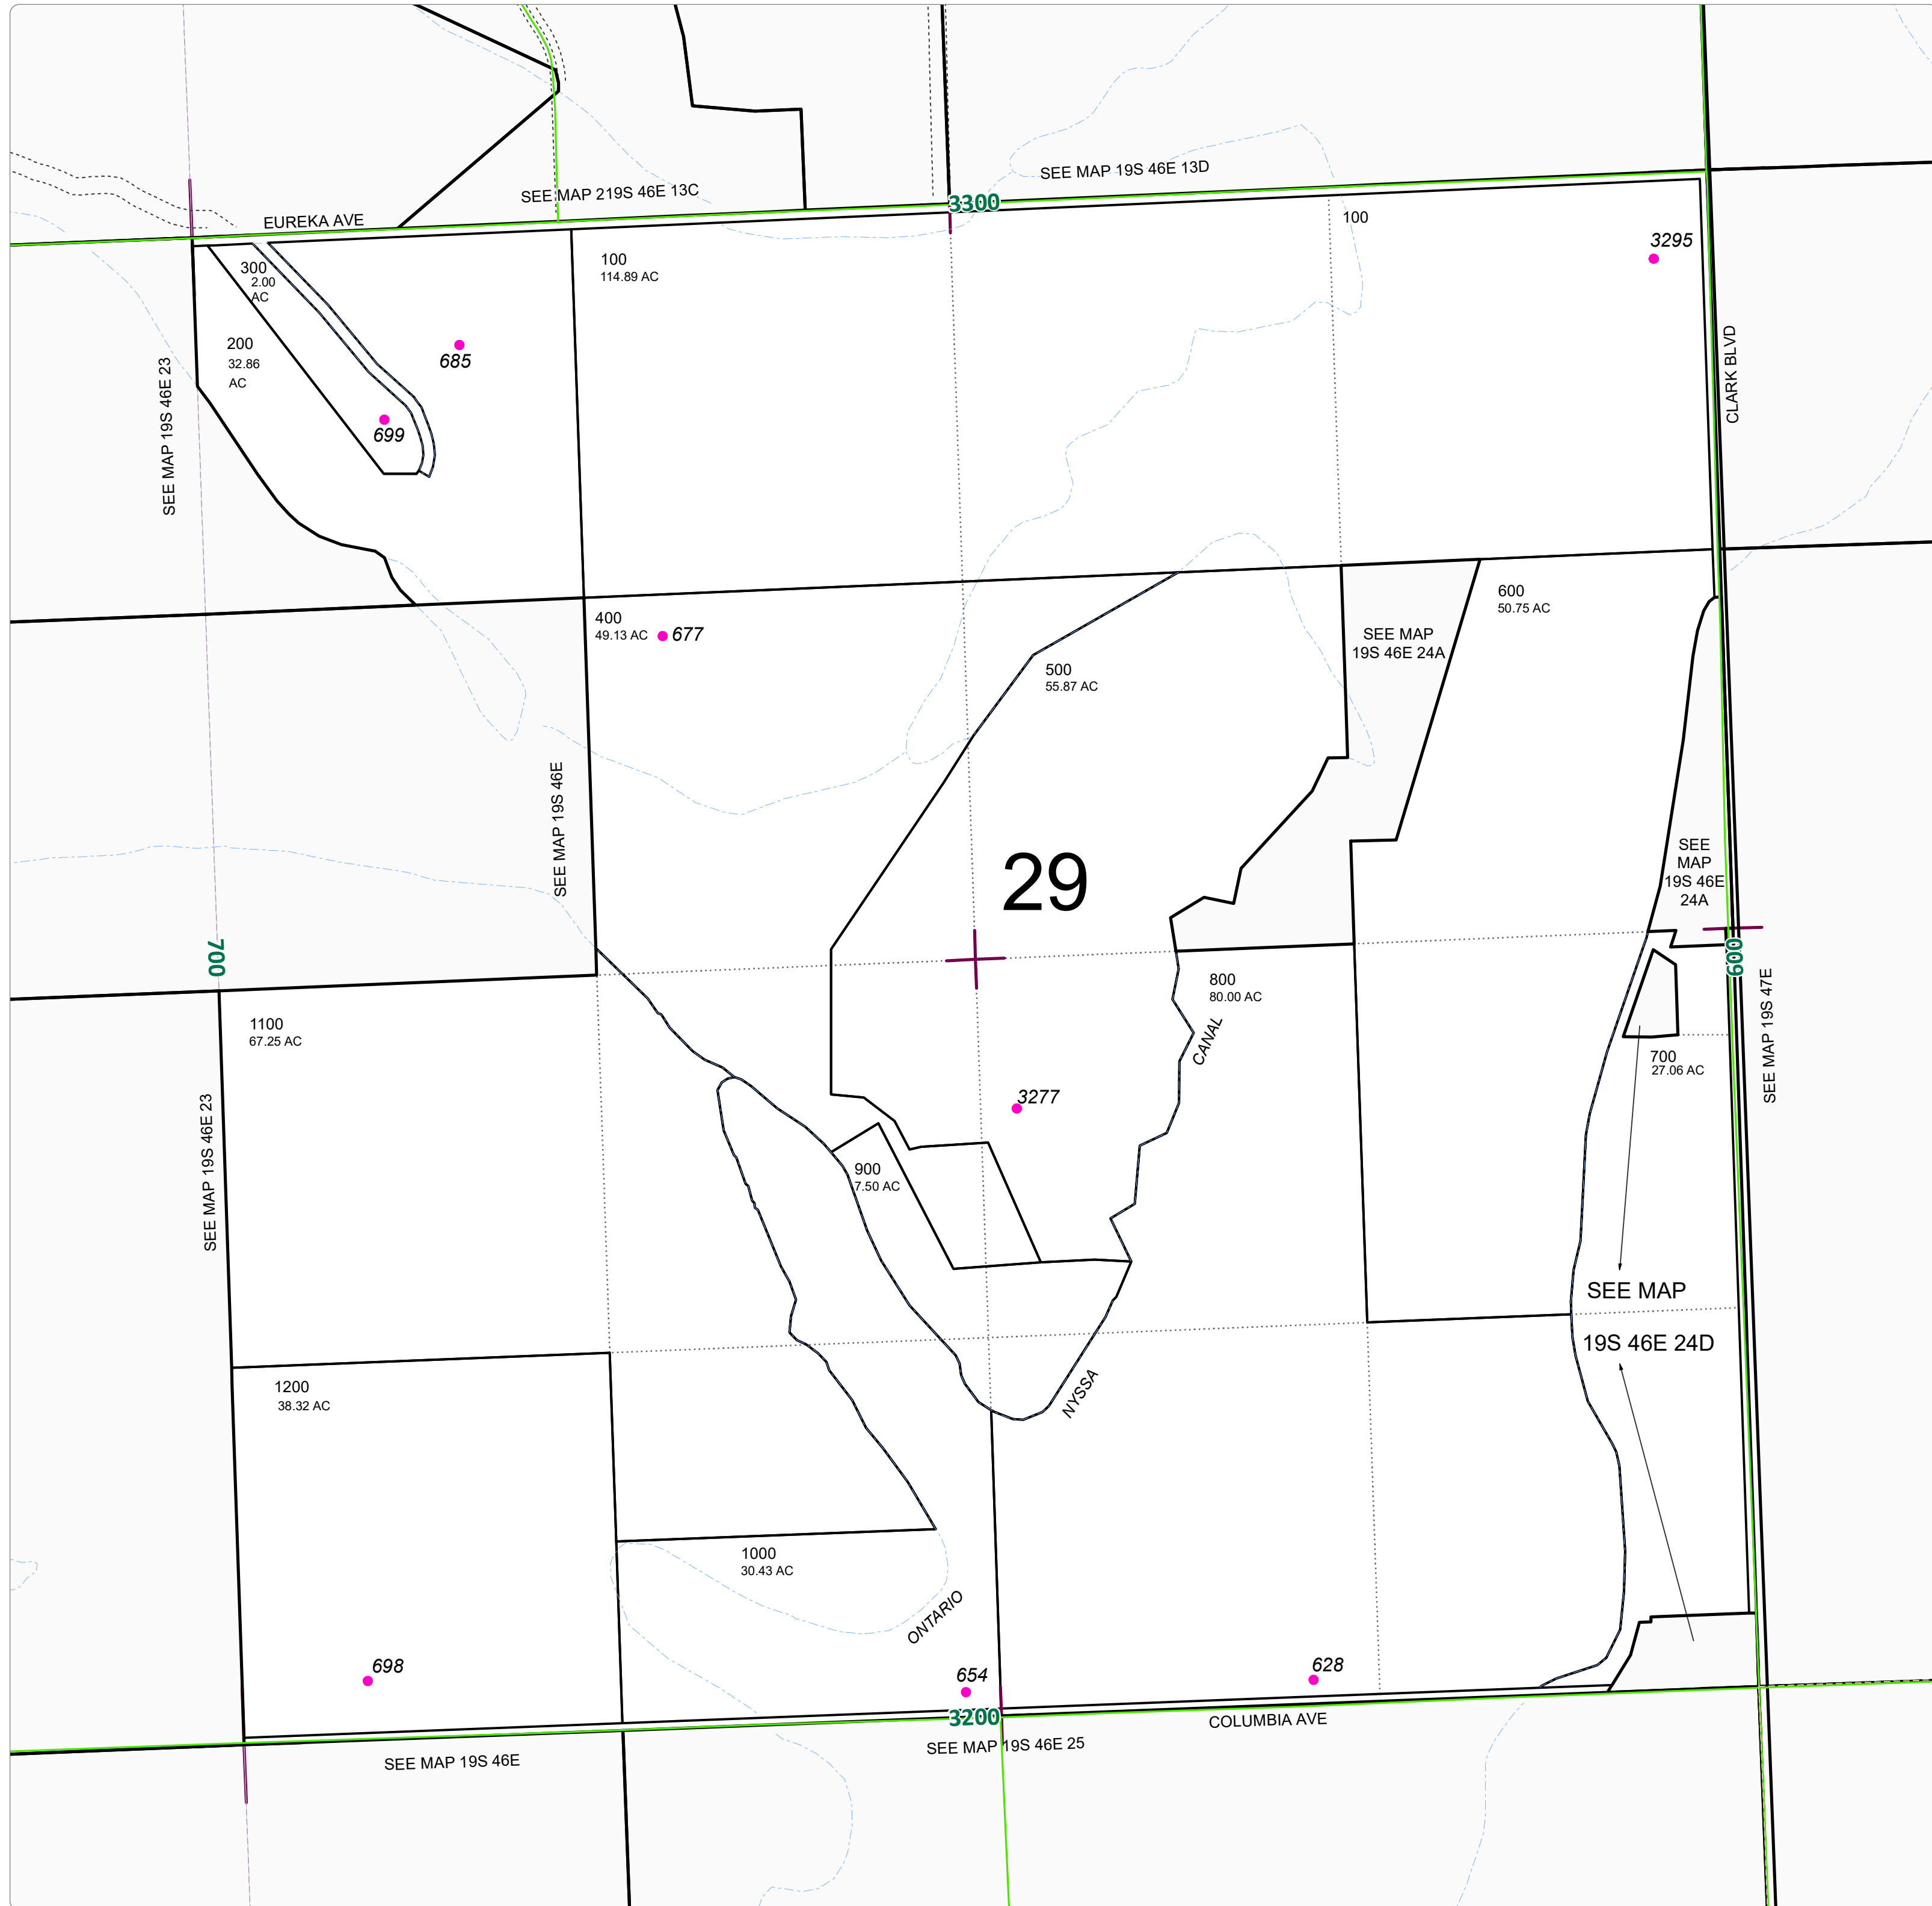 SEE MAP 19S 46E 13D
SEE MAP 219S 46E 13C
3300
EUREKA AVE
100
3295
300
2.00
AC
100
114.89 AC
200
32.86
AC
685
699
SEE MAP 19S 46E 23
CLARK BLVD
400
49.13 AC
677
500
55.87 AC
SEE MAP
19S 46E 24A
600
50.75 AC
SEE MAP 19S 46E
29
SEE
MAP
19S 46E
24A
700
600
800
80.00 AC
1100
67.25 AC
CANAL
SEE MAP 19S 47E
700
27.06 AC
3277
SEE MAP 19S 46E 23
900
7.50 AC
SEE MAP
19S 46E 24D
1200
38.32 AC
NYSSA
1000
30.43 AC
ONTARIO
698
654
628
3200
COLUMBIA AVE
SEE MAP 19S 46E
SEE MAP 19S 46E 25